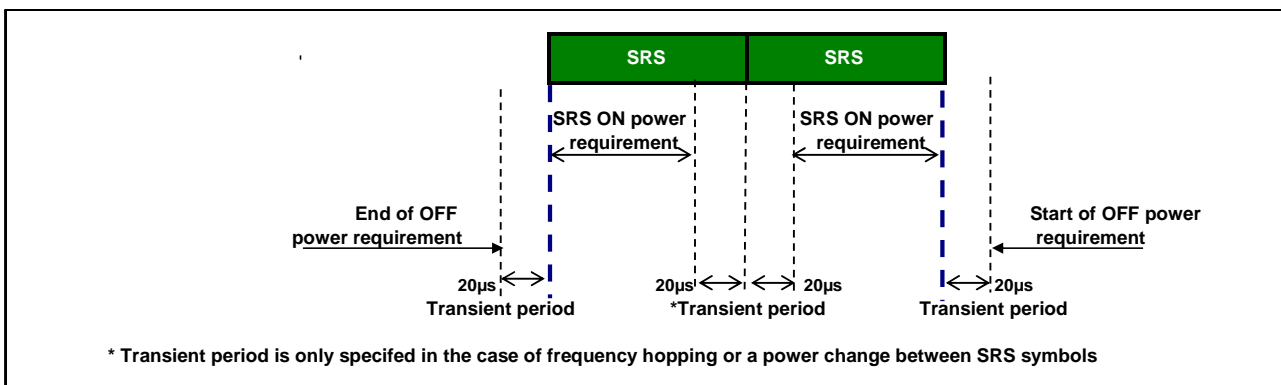 SRS SRS
SRS ON power
requirement
SRS ON power
requirement
End of OFF
power requirement
Start of OFF power
requirement
20µs 20µs 20µs 20µs
Transient period *Transient period Transient period
* Transient period is only specifed in the case of frequency hopping or a power change between SRS symbols